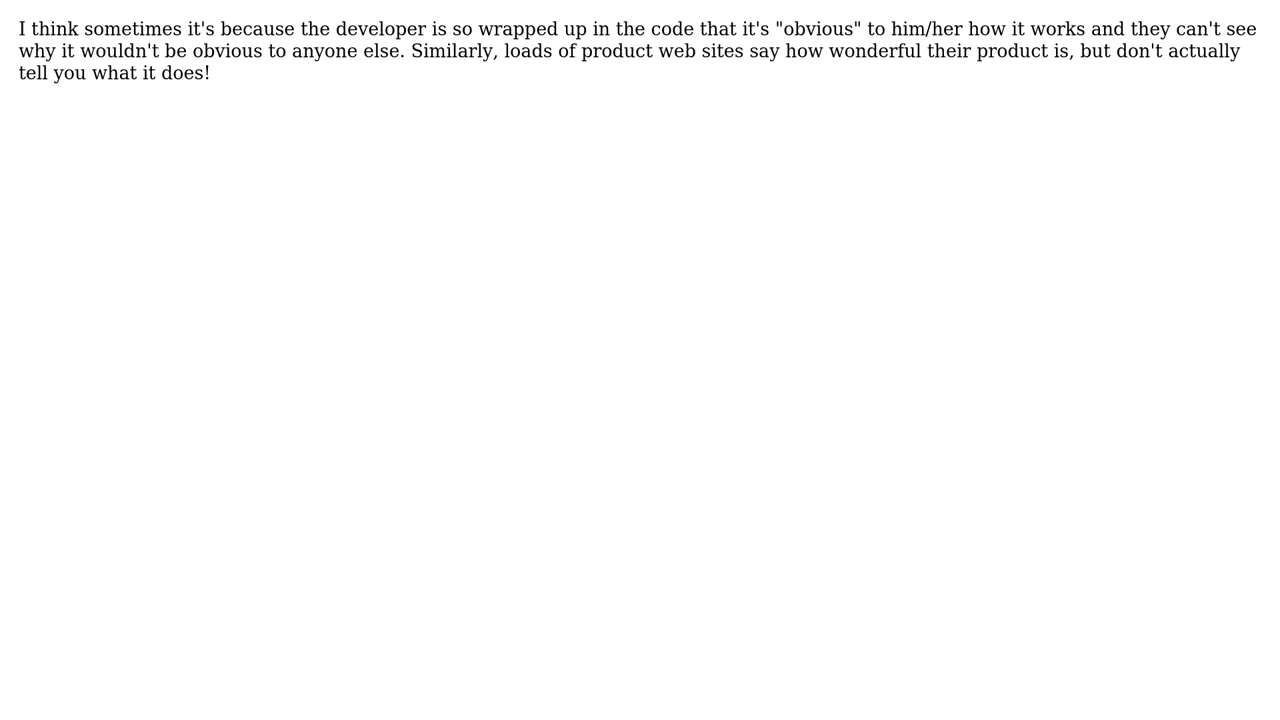 I think sometimes it's because the developer is so wrapped up in the code that it's "obvious" to him/her how it works and they can't see
why it wouldn't be obvious to anyone else. Similarly, loads of product web sites say how wonderful their product is, but don't actually
tell you what it does!